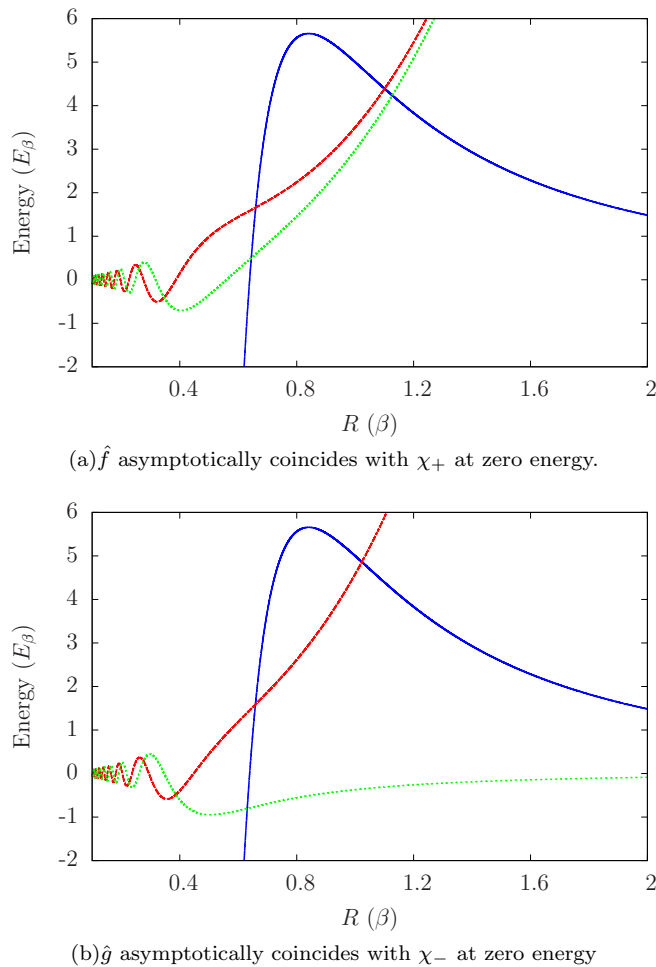 6
5
4
3
2
1
0
-1
-2
Energy (E_β)
0.4 0.8 1.2 1.6 2
R (β)
(a) f̂ asymptotically coincides with χ₊ at zero energy.
6
5
4
3
2
1
0
-1
-2
Energy (E_β)
0.4 0.8 1.2 1.6 2
R (β)
(b) ĝ asymptotically coincides with χ₋ at zero energy